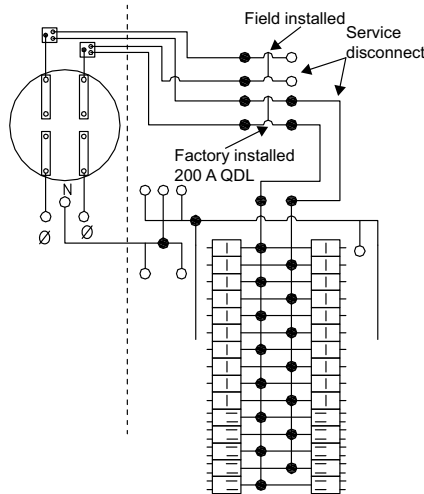 Field installed
Service
disconnect
Factory installed
200 A QDL
N
Ø
Ø